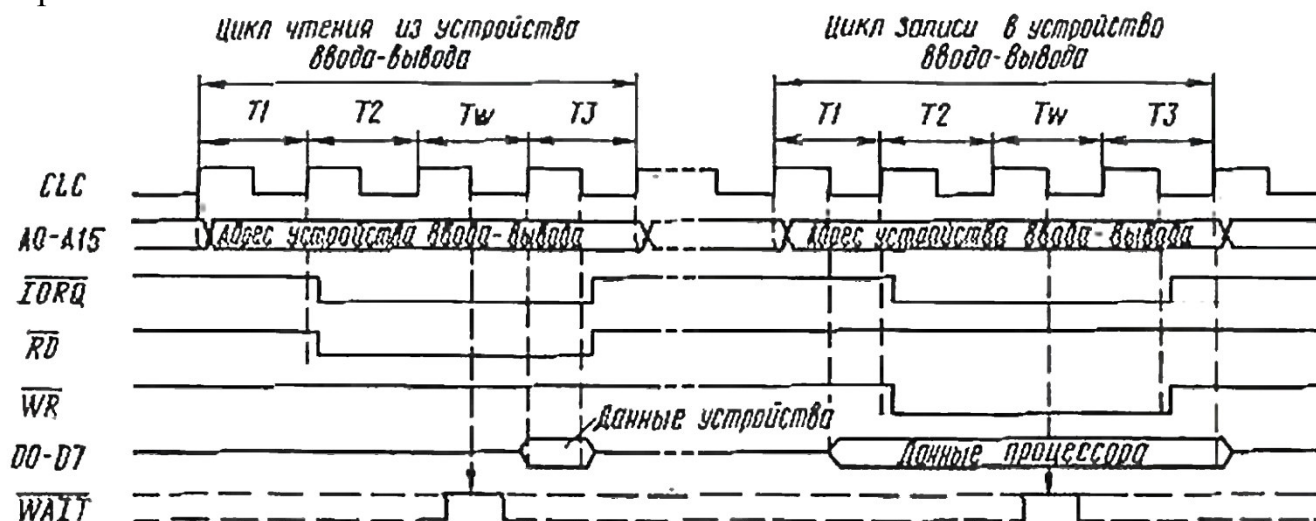 Цикл чтения из устройства
ввода-вывода
Цикл записи в устройство
ввода-вывода
T1 T2 Tw T3 T1 T2 Tw T3
CLC
A0-A15 Адрес устройства ввода-вывода Адрес устройства ввода-вывода
IORQ
RD
WR
Данные устройства
D0-D7 Данные процессора
WAIT